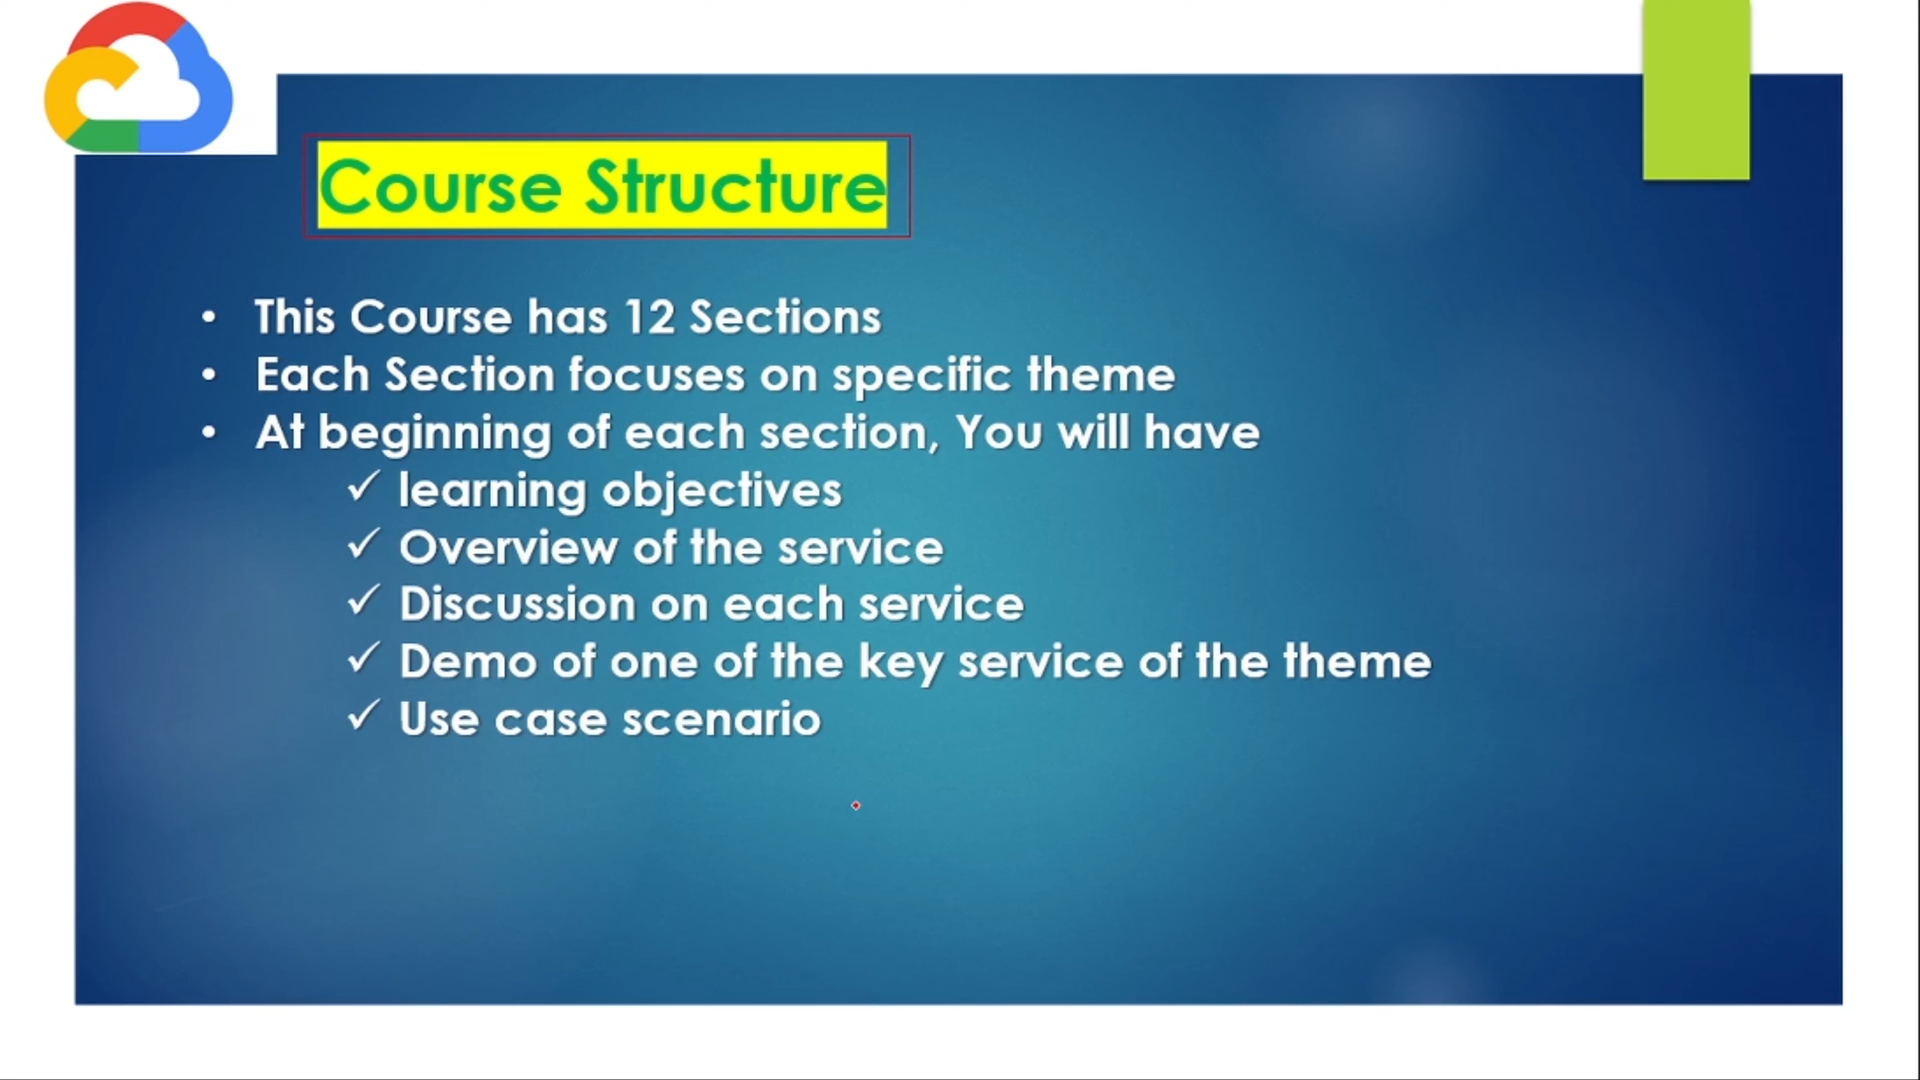 Course Structure
• This Course has 12 Sections
• Each Section focuses on specific theme
• At beginning of each section, You will have
✓ learning objectives
✓ Overview of the service
✓ Discussion on each service
✓ Demo of one of the key service of the theme
✓ Use case scenario